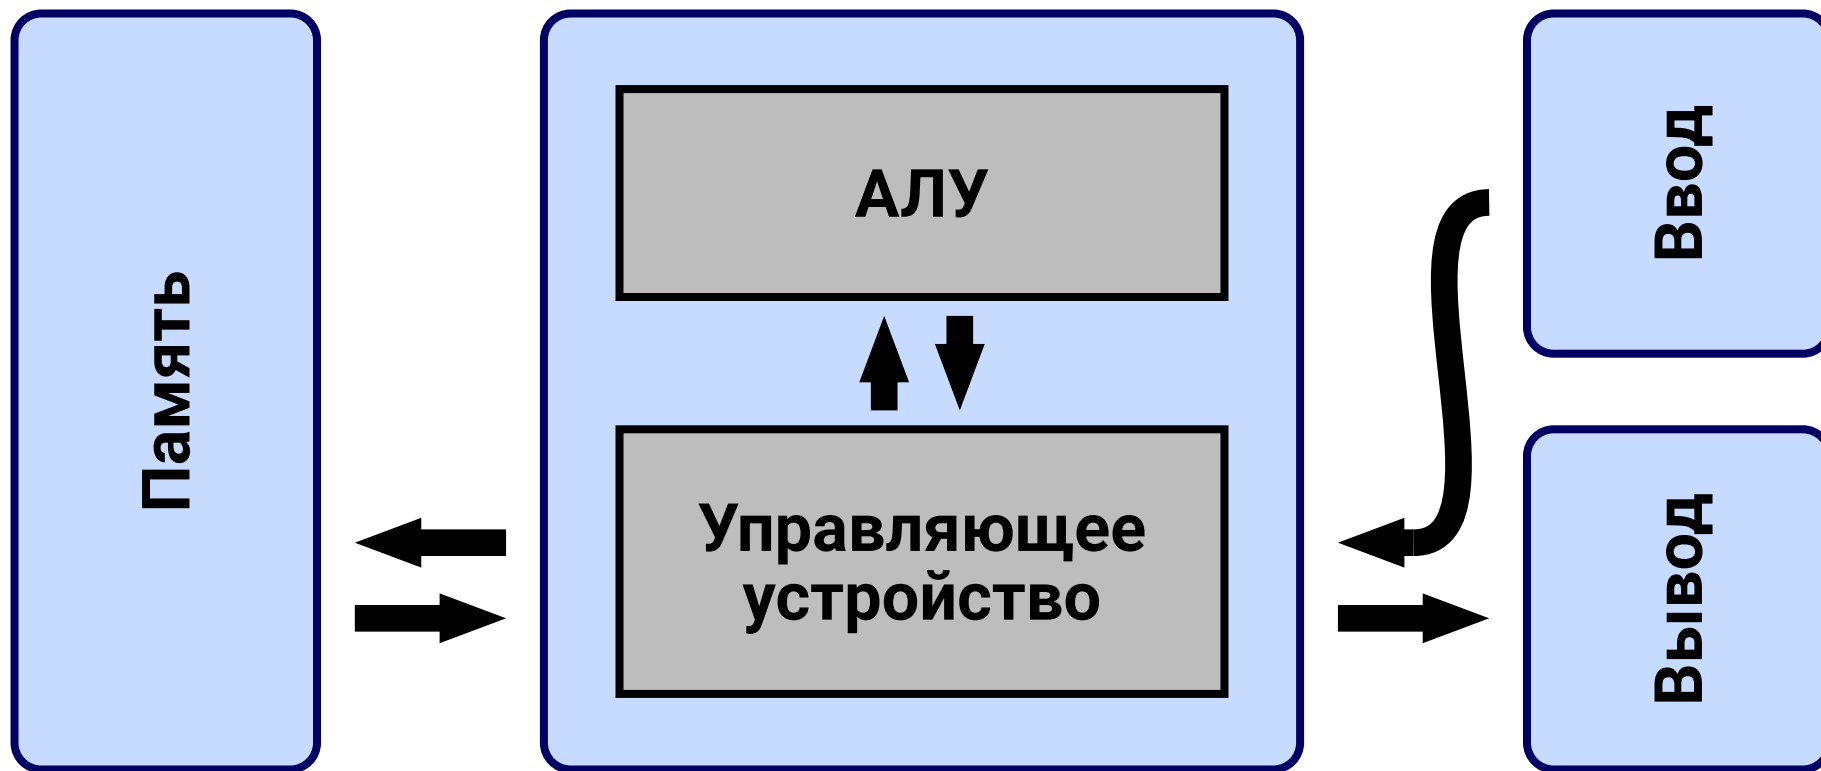 Память
АЛУ
Управляющее
устройство
Ввод
Вывод